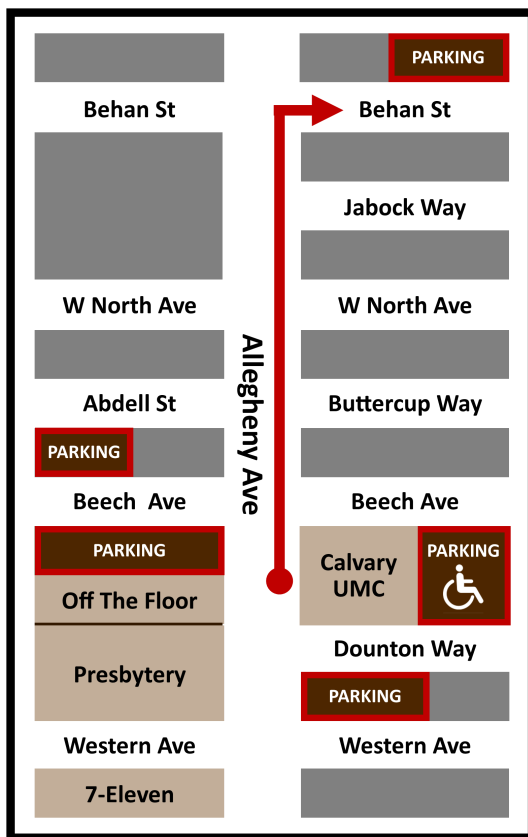 PARKING
Behan St
Behan St
Jabock Way
W North Ave
W North Ave
Allegheny Ave
Abdell St
Buttercup Way
PARKING
Beech Ave
Beech Ave
PARKING
PARKING
Calvary
UMC
Off The Floor
Dounton Way
Presbytery
PARKING
Western Ave
Western Ave
7-Eleven